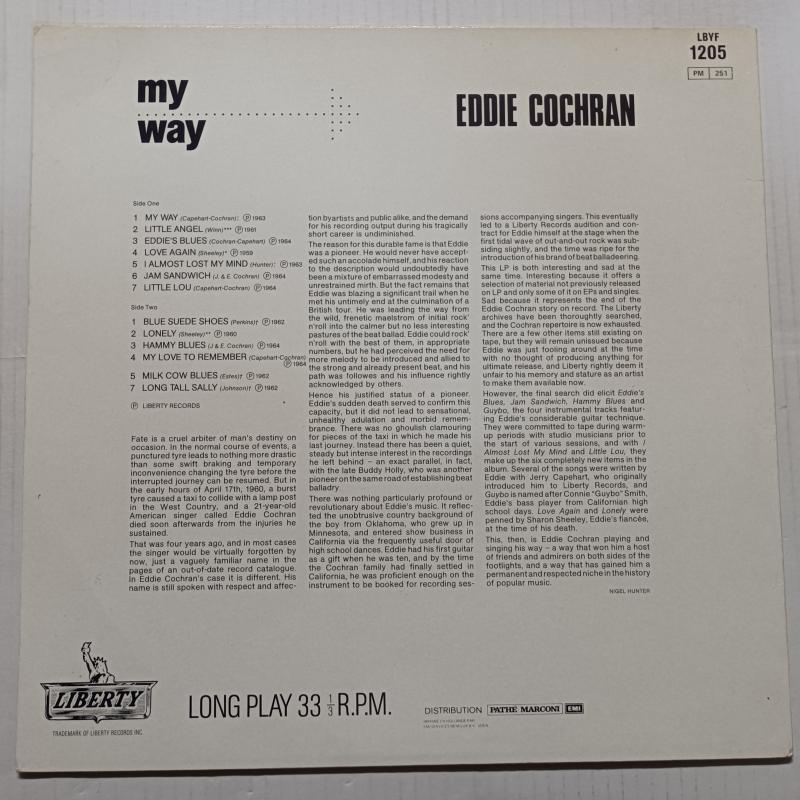 LBYF
1205
PM 251
my
way
EDDIE COCHRAN
Side One
1 MY WAY (Capehart-Cochran): Ⓟ 1963
2 LITTLE ANGEL (Winn)*** Ⓟ 1961
3 EDDIE'S BLUES (Cochran-Capehart) Ⓟ 1964
4 LOVE AGAIN (Sheeley)* Ⓟ 1959
5 I ALMOST LOST MY MIND (Hunter): Ⓟ 1963
6 JAM SANDWICH (J. & E. Cochran) Ⓟ 1964
7 LITTLE LOU (Capehart-Cochran) Ⓟ 1964
Side Two
1 BLUE SUEDE SHOES (Perkins)† Ⓟ 1962
2 LONELY (Sheeley)** Ⓟ 1960
3 HAMMY BLUES (J & E. Cochran) Ⓟ 1964
4 MY LOVE TO REMEMBER (Capehart-Cochran)
Ⓟ 1964
5 MILK COW BLUES (Estes)† Ⓟ 1962
7 LONG TALL SALLY (Johnson)† Ⓟ 1962
Ⓟ LIBERTY RECORDS
Fate is a cruel arbiter of man's destiny on
occasion. In the normal course of events, a
punctured tyre leads to nothing more drastic
than some swift braking and temporary
inconvenience changing the tyre before the
interrupted journey can be resumed. But in
the early hours of April 17th, 1960, a burst
tyre caused a taxi to collide with a lamp post
in the West Country, and a 21-year-old
American singer called Eddie Cochran
died soon afterwards from the injuries he
sustained.
That was four years ago, and in most cases
the singer would be virtually forgotten by
now, just a vaguely familiar name in the
pages of an out-of-date record catalogue.
In Eddie Cochran's case it is different. His
name is still spoken with respect and affec-
tion by artists and public alike, and the demand
for his recording output during his tragically
short career is undiminished.
The reason for this durable fame is that Eddie
was a pioneer. He would never have accept-
ed such an accolade himself, and his reaction
to the description would undoubtedly have
been a mixture of embarrassed modesty and
unrestrained mirth. But the fact remains that
Eddie was blazing a significant trail when he
met his untimely end at the culmination of a
British tour. He was leading the way from
the wild, frenetic maelstrom of initial rock'
n'roll into the calmer but no less interesting
pastures of the beat ballad. Eddie could rock'
n'roll with the best of them, in appropriate
numbers, but he had perceived the need for
more melody to be introduced and allied to
the strong and already present beat, and his
path was followes and his influence rightly
acknowledged by others.
Hence his justified status of a pioneer.
Eddie's sudden death served to confirm this
capacity, but it did not lead to sensational,
unhealthy adulation and morbid remem-
brance. There was no ghoulish clamouring
for pieces of the taxi in which he made his
last journey. Instead there has been a quiet,
steady but intense interest in the recordings
he left behind – an exact parallel, in fact,
with the late Buddy Holly, who was another
pioneer on the same road of establishing beat
balladry.
There was nothing particularly profound or
revolutionary about Eddie's music. It reflec-
ted the unobtrusive country background of
the boy from Oklahoma, who grew up in
Minnesota, and entered show business in
California via the frequently useful door of
high school dances. Eddie had his first guitar
as a gift when he was ten, and by the time
the Cochran family had finally settled in
California, he was proficient enough on the
instrument to be booked for recording ses-
sions accompanying singers. This eventually
led to a Liberty Records audition and con-
tract for Eddie himself at the stage when the
first tidal wave of out-and-out rock was sub-
siding slightly, and the time was ripe for the
introduction of his brand of beat balladeering.
This LP is both interesting and sad at the
same time. Interesting because it offers a
selection of material not previously released
on LP and only some of it on EPs and singles.
Sad because it represents the end of the
Eddie Cochran story on record. The Liberty
archives have been thoroughly searched,
and the Cochran repertoire is now exhausted.
There are a few other items still existing on
tape, but they will remain unissued because
Eddie was just fooling around at the time
with no thought of producing anything for
ultimate release, and Liberty rightly deem it
unfair to his memory and stature as an artist
to make them available now.
However, the final search did elicit Eddie's
Blues, Jam Sandwich, Hammy Blues and
Guybo, the four instrumental tracks featur-
ing Eddie's considerable guitar technique.
They were committed to tape during warm-
up periods with studio musicians prior to
the start of various sessions, and with I
Almost Lost My Mind and Little Lou, they
make up the six completely new items in the
album. Several of the songs were written by
Eddie with Jerry Capehart, who originally
introduced him to Liberty Records, and
Guybo is named after Connie "Guybo" Smith,
Eddie's bass player from Californian high
school days. Love Again and Lonely were
penned by Sharon Sheeley, Eddie's fiancée,
at the time of his death.
This, then, is Eddie Cochran playing and
singing his way – a way that won him a host
of friends and admirers on both sides of the
footlights, and a way that has gained him a
permanent and respected niche in the history
of popular music.
NIGEL HUNTER
LIBERTY
TRADEMARK OF LIBERTY RECORDS INC
LONG PLAY 33 1/3 R.P.M.
DISTRIBUTION PATHE MARCONI EMI